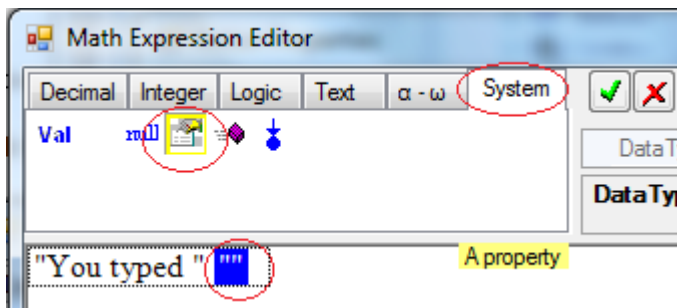 Math Expression Editor
Decimal Integer Logic Text α - ω System
Val null
DataT
DataTyp
"You typed " ""
A property